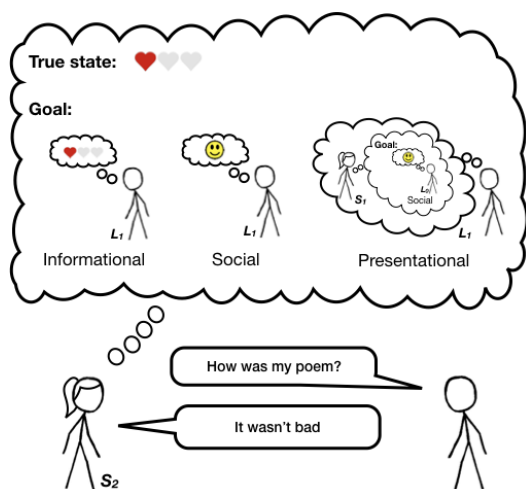 True state:
Goal:
Goal:
S1
L0
Social
L1
L1
L1
Informational
Social
Presentational
How was my poem?
It wasn't bad
S2